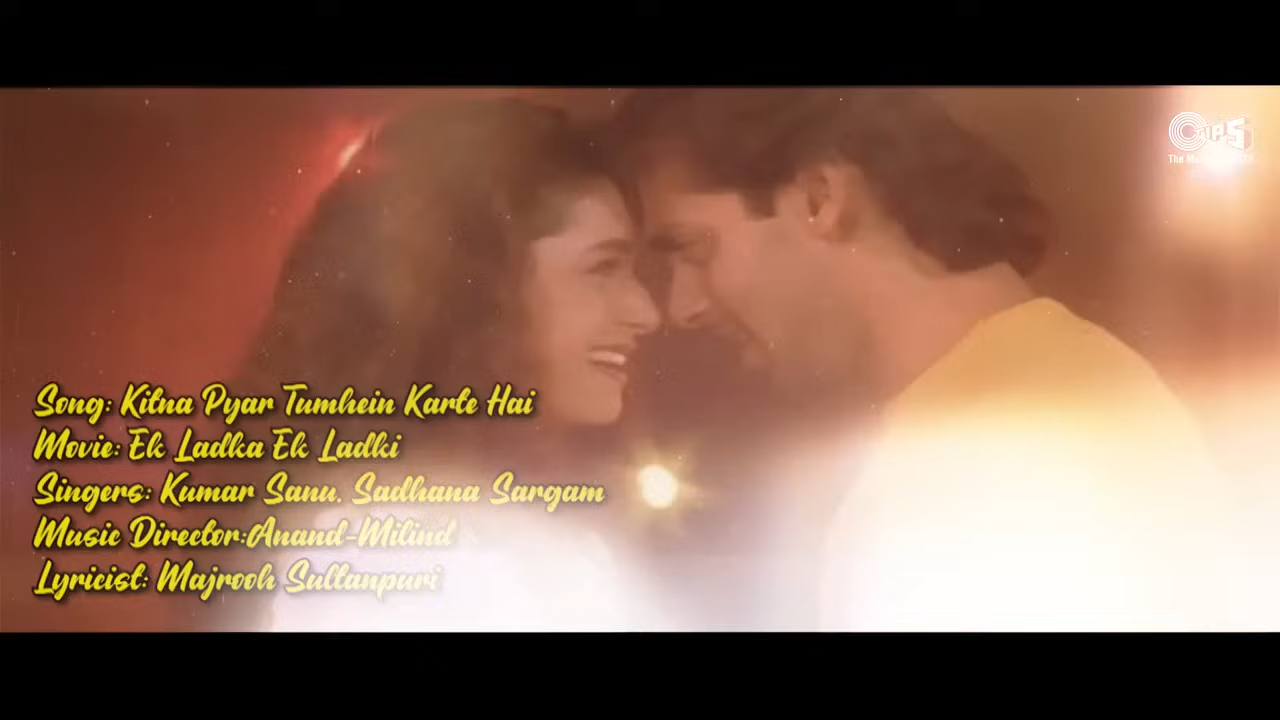 TIPS
Song: Kitna Pyar Tumhein Karte Hai
Movie: Ek Ladka Ek Ladki
Singers: Kumar Sanu, Sadhana Sargam
Music Director:Anand-Milind
Lyricist: Majrooh Sultanpuri